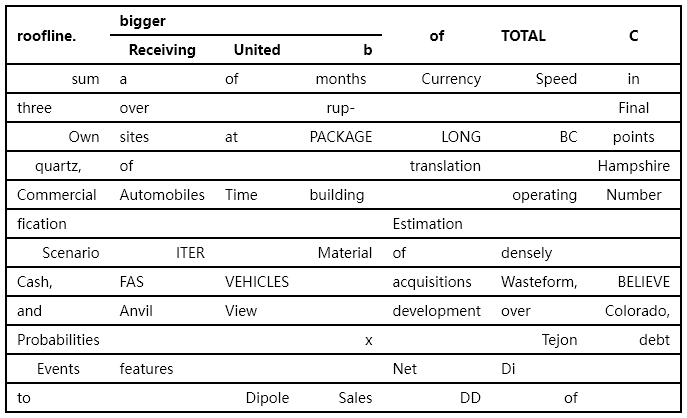 bigger
roofline. of TOTAL C
Receiving United b
sum a of months Currency Speed in
three over rup- Final
Own sites at PACKAGE LONG BC points
quartz, of translation Hampshire
Commercial Automobiles Time building operating Number
fication Estimation
Scenario ITER Material of densely
Cash, FAS VEHICLES acquisitions Wasteform, BELIEVE
and Anvil View development over Colorado,
Probabilities x Tejon debt
Events features Net Di
to Dipole Sales DD of